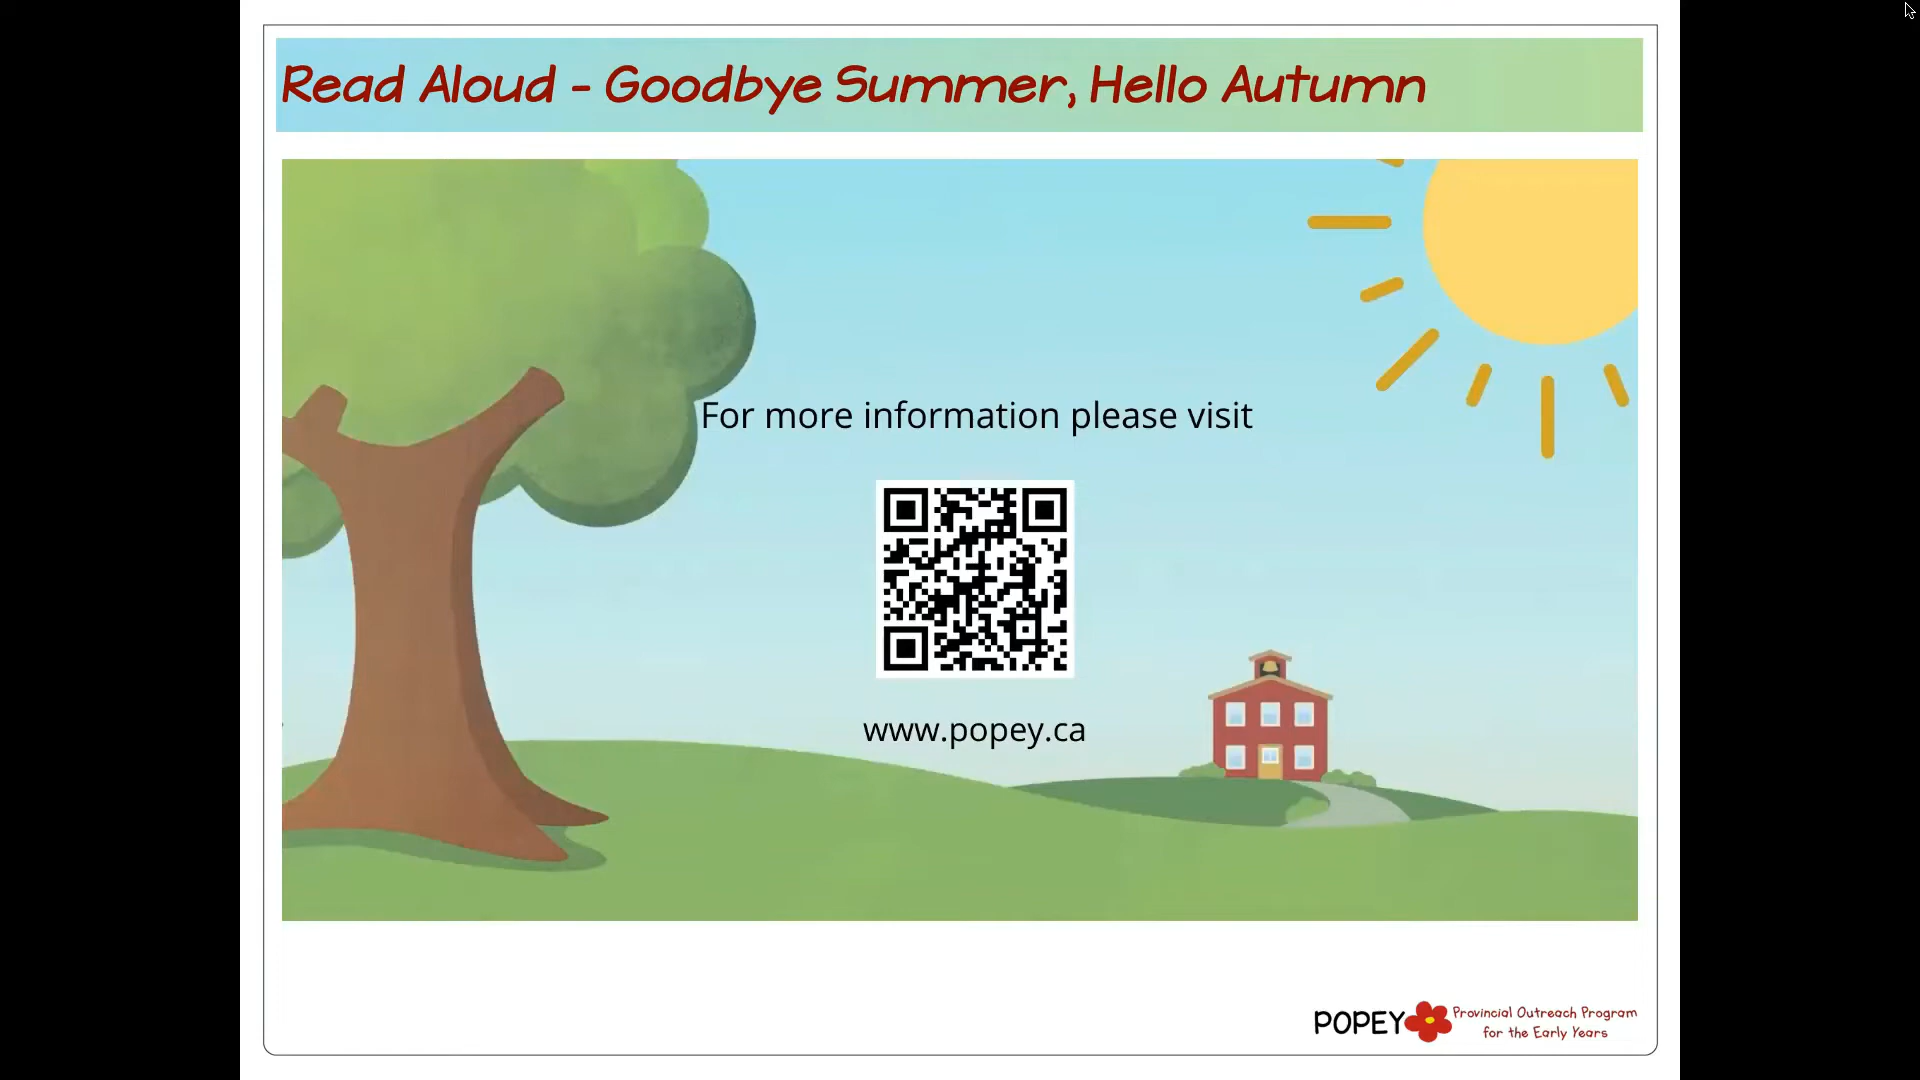 Read Aloud - Goodbye Summer, Hello Autumn
For more information please visit
www.popey.ca
POPEY
Provincial Outreach Program
for the Early Years